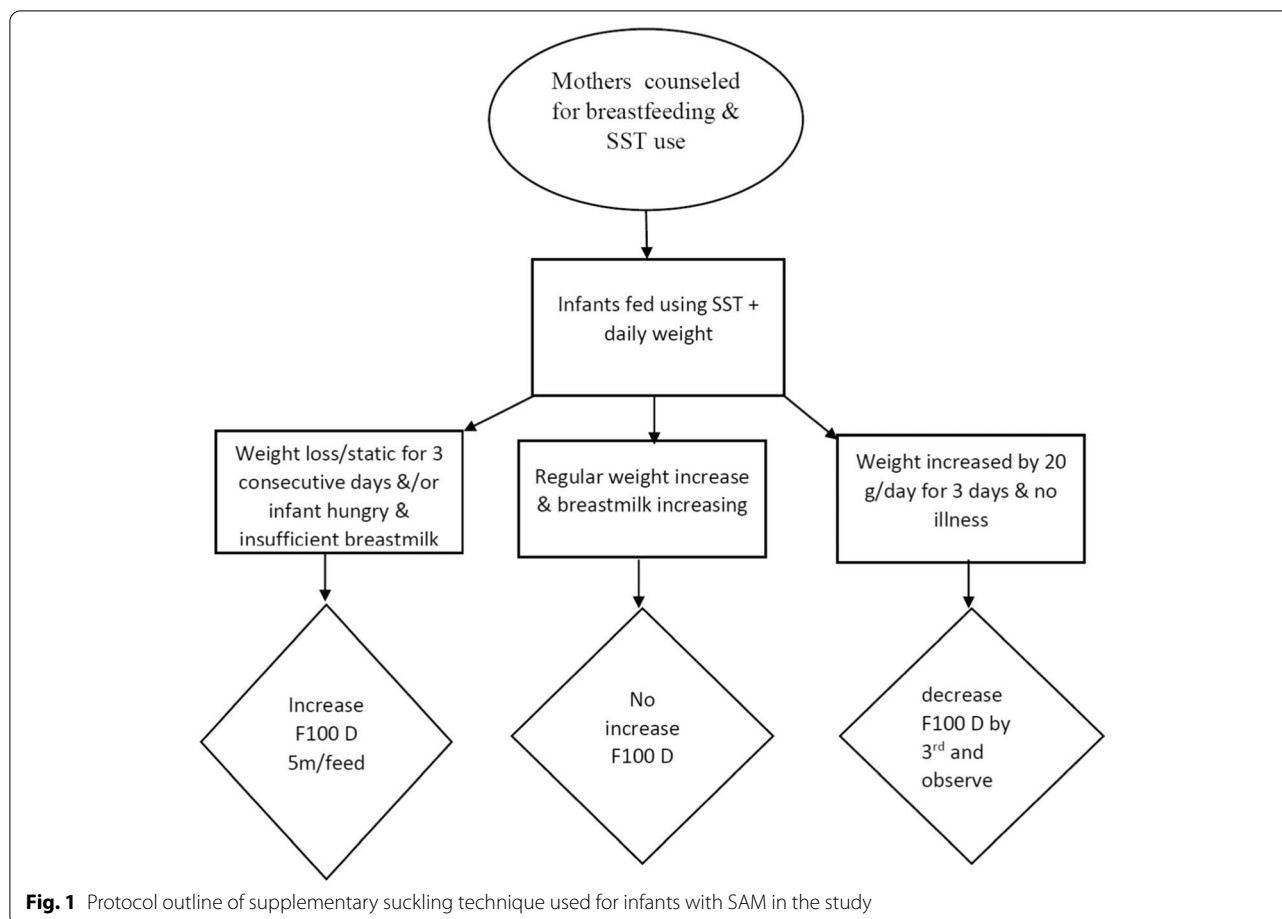 Mothers counseled
for breastfeeding &
SST use
Infants fed using SST +
daily weight
Weight loss/static for 3
consecutive days &/or
infant hungry &
insufficient breastmilk
Regular weight increase
& breastmilk increasing
Weight increased by 20
g/day for 3 days & no
illness
Increase
F100 D
5m/feed
No
increase
F100 D
decrease
F100 D by
3rd and
observe
Fig. 1 Protocol outline of supplementary suckling technique used for infants with SAM in the study